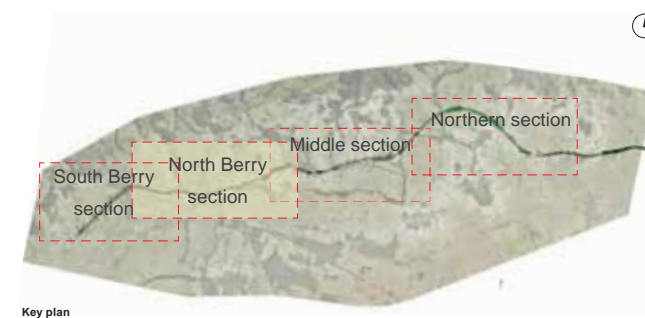 Northern section
Middle section
North Berry
section
South Berry
section
Key plan